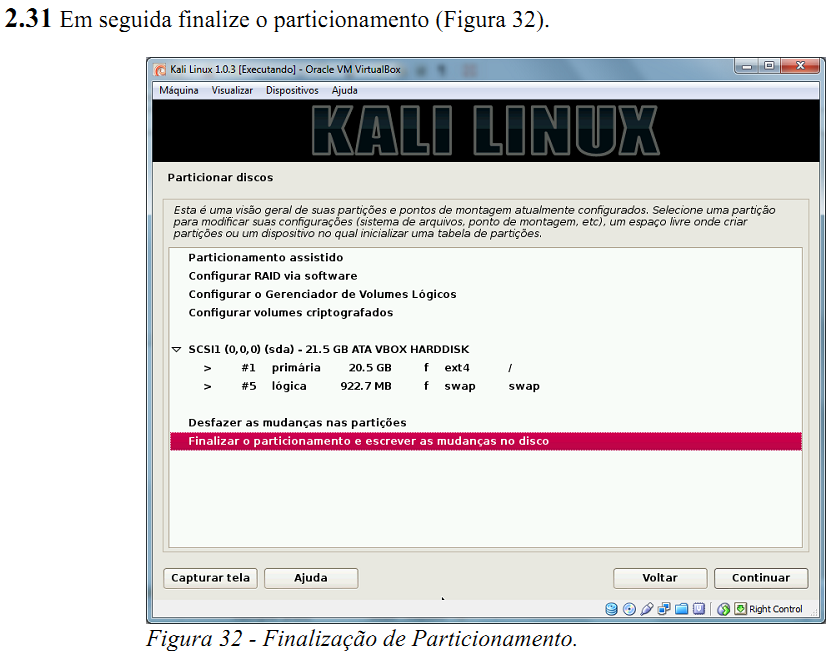 2.31 Em seguida finalize o particionamento (Figura 32).
Kali Linux 1.0.3 [Executando] - Oracle VM VirtualBox
Máquina Visualizar Dispositivos Ajuda
KALI LINUX
Particionar discos
Esta é uma visão geral de suas partições e pontos de montagem atualmente configurados. Selecione uma partição
para modificar suas configurações (sistema de arquivos, ponto de montagem, etc), um espaço livre onde criar
partições ou um dispositivo no qual inicializar uma tabela de partições.
Particionamento assistido
Configurar RAID via software
Configurar o Gerenciador de Volumes Lógicos
Configurar volumes criptografados
SCSI1 (0,0,0) (sda) - 21.5 GB ATA VBOX HARDDISK
> #1 primária 20.5 GB f ext4 /
> #5 lógica 922.7 MB f swap swap
Desfazer as mudanças nas partições
Finalizar o particionamento e escrever as mudanças no disco
Capturar tela Ajuda Voltar Continuar
Right Control
Figura 32 - Finalização de Particionamento.